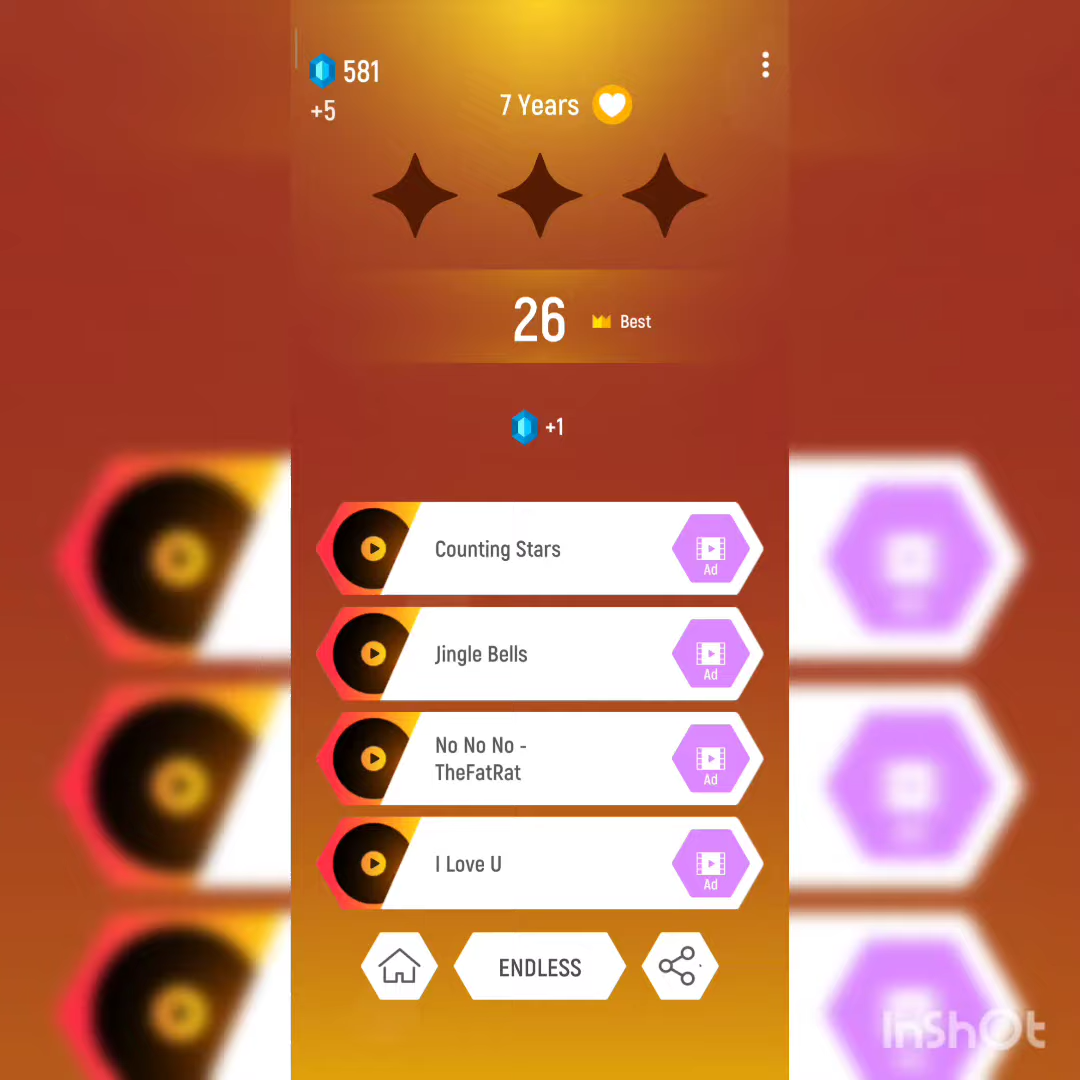 581
+5
7 Years
26
Best
+1
Counting Stars
Ad
Jingle Bells
Ad
No No No -
TheFatRat
Ad
I Love U
Ad
ENDLESS
InShOt